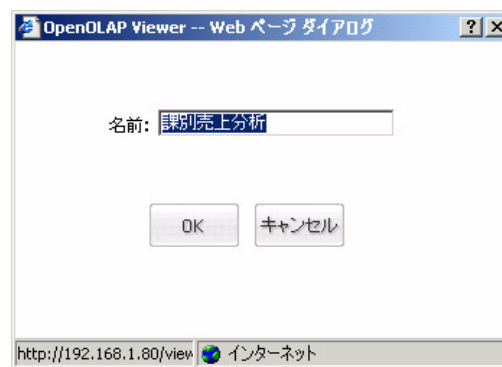 OpenOLAP Viewer -- Web ページ ダイアログ
名前: 課別売上分析
OK キャンセル
http://192.168.1.80/view インターネット